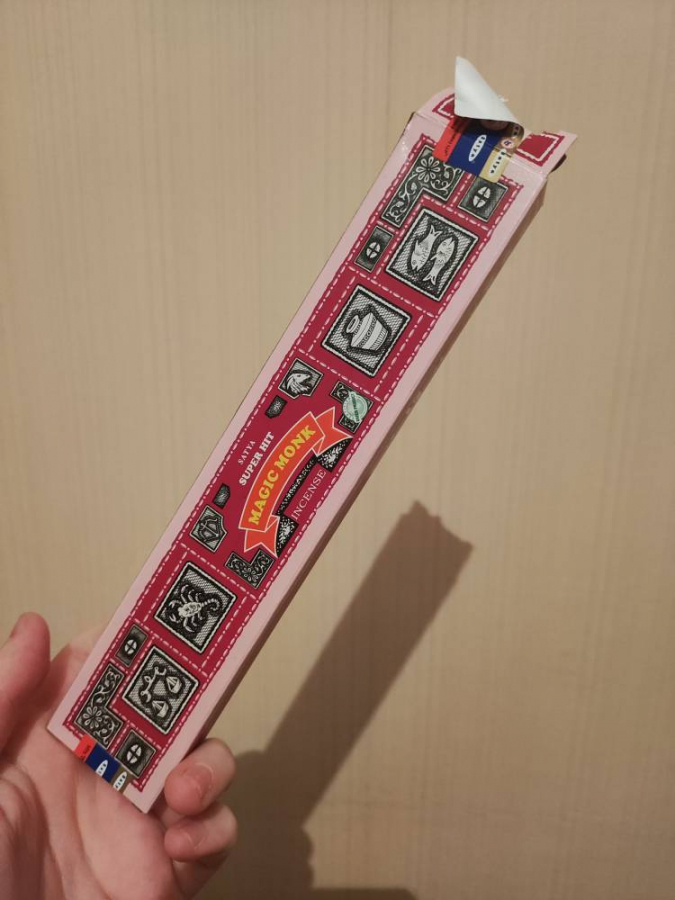 SATYA
SUPER HIT
MAGIC MONK
INCENSE